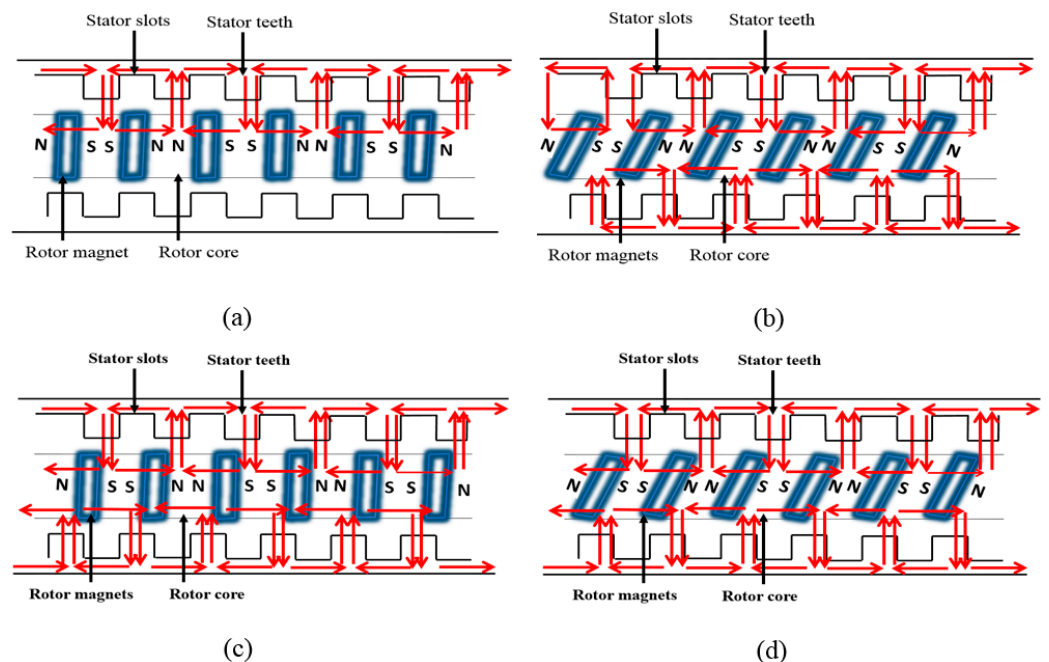 Stator slots Stator teeth
N S S N N S S N N S S N
Rotor magnet Rotor core
(a)
Stator slots Stator teeth
N S S N N S S N N S S N
Rotor magnets Rotor core
(b)
Stator slots Stator teeth
N S S N N S S N N S S N
Rotor magnets Rotor core
(c)
Stator slots Stator teeth
N S S N N S S N N S S N
Rotor magnets Rotor core
(d)